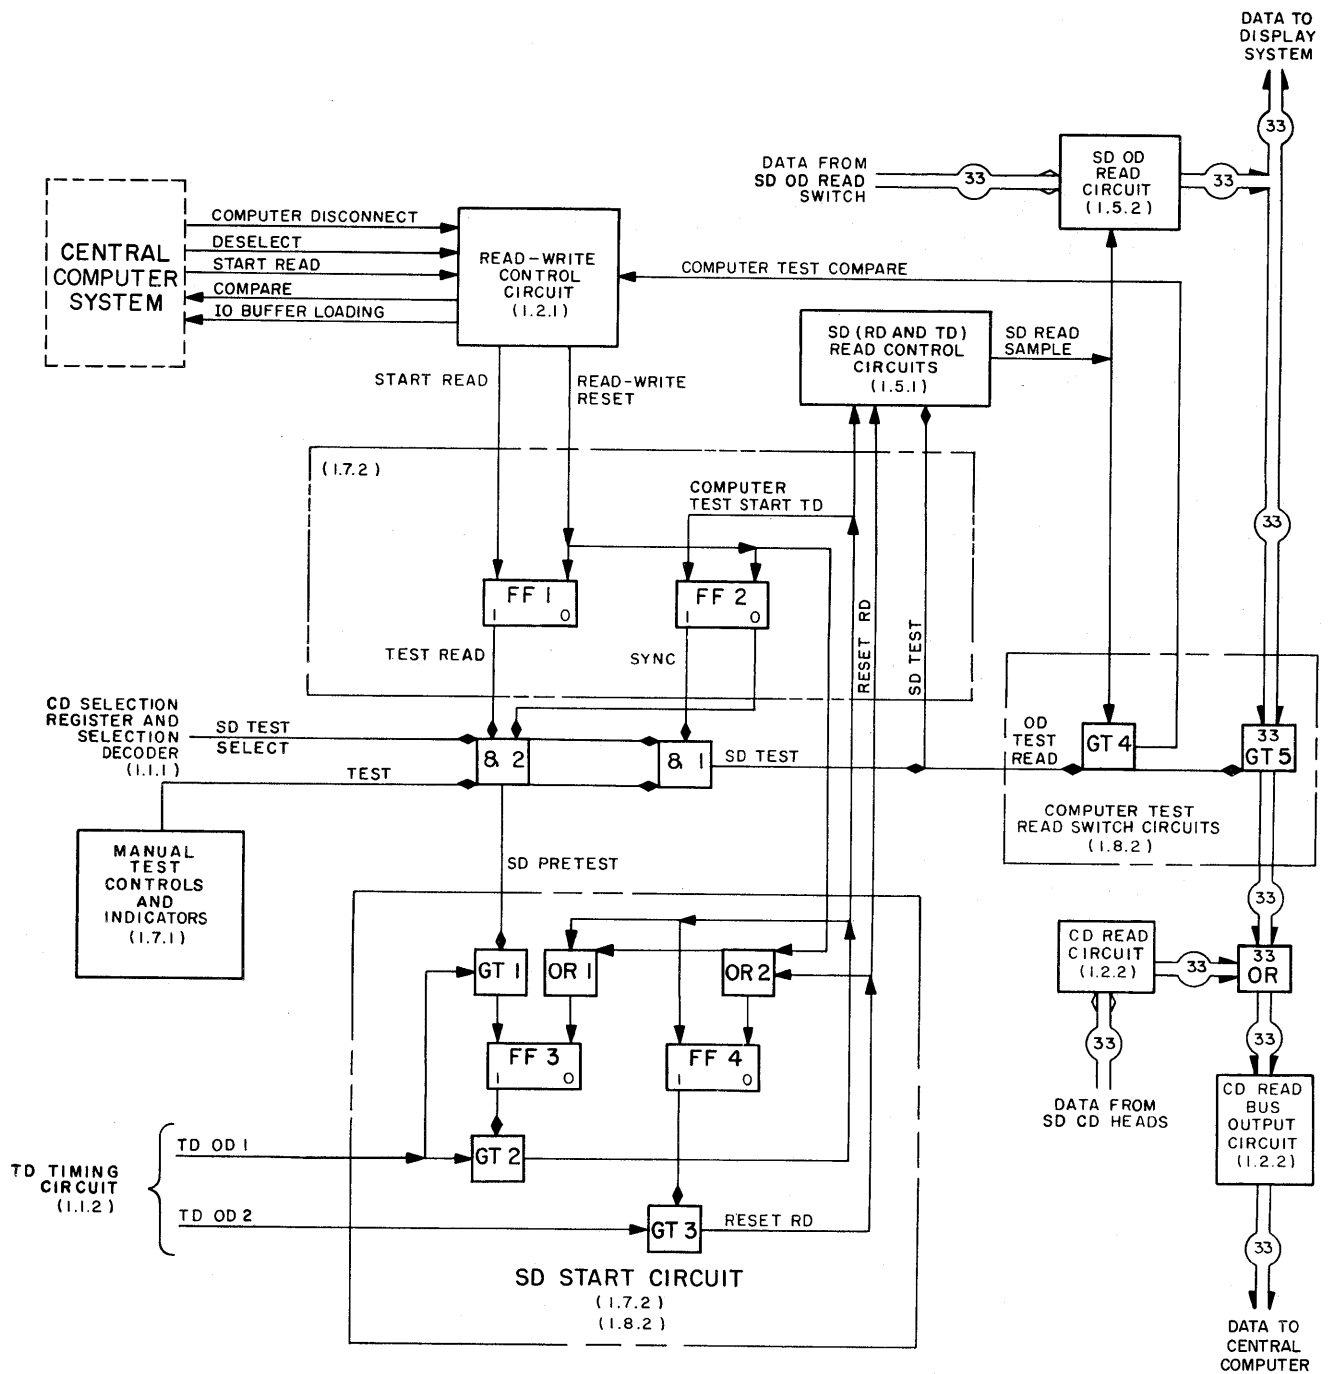 DATA TO
DISPLAY
SYSTEM
33
DATA FROM
SD OD READ
SWITCH
33
SD OD
READ
CIRCUIT
(1.5.2)
33
CENTRAL
COMPUTER
SYSTEM
COMPUTER DISCONNECT
DESELECT
START READ
COMPARE
IO BUFFER LOADING
READ-WRITE
CONTROL
CIRCUIT
(1.2.1)
COMPUTER TEST COMPARE
SD (RD AND TD)
READ CONTROL
CIRCUITS
(1.5.1)
SD READ
SAMPLE
START READ
READ-WRITE
RESET
(1.7.2)
COMPUTER
TEST START TD
33
FF 1
1 0
FF 2
1 0
RESET RD
SD TEST
TEST READ
SYNC
CD SELECTION
REGISTER AND
SELECTION
DECODER
(1.1.1)
SD TEST
SELECT
TEST
& 2
& 1
SD TEST
OD
TEST
READ
GT 4
33
GT 5
COMPUTER TEST
READ SWITCH CIRCUITS
(1.8.2)
MANUAL
TEST
CONTROLS
AND
INDICATORS
(1.7.1)
SD PRETEST
33
GT 1
OR 1
OR 2
CD READ
CIRCUIT
(1.2.2)
33
33
OR
FF 3
1 0
FF 4
1 0
33
33
DATA FROM
SD CD HEADS
CD READ
BUS
OUTPUT
CIRCUIT
(1.2.2)
TD TIMING
CIRCUIT
(1.1.2)
TD OD 1
GT 2
TD OD 2
GT 3
RESET RD
33
SD START CIRCUIT
(1.7.2)
(1.8.2)
DATA TO
CENTRAL
COMPUTER